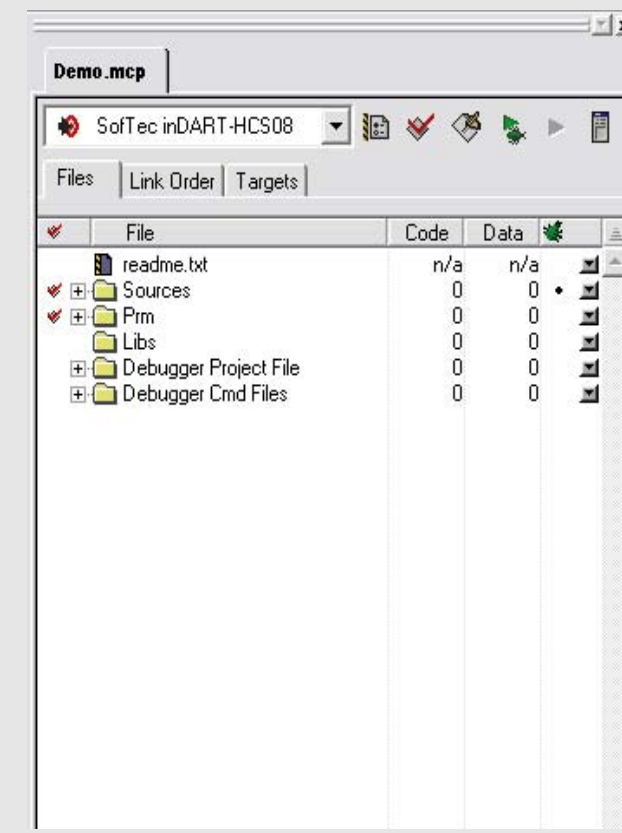 Demo.mcp
SofTec inDART-HCS08
Files Link Order Targets
File Code Data
readme.txt n/a n/a
Sources 0 0
Prm 0 0
Libs 0 0
Debugger Project File 0 0
Debugger Cmd Files 0 0